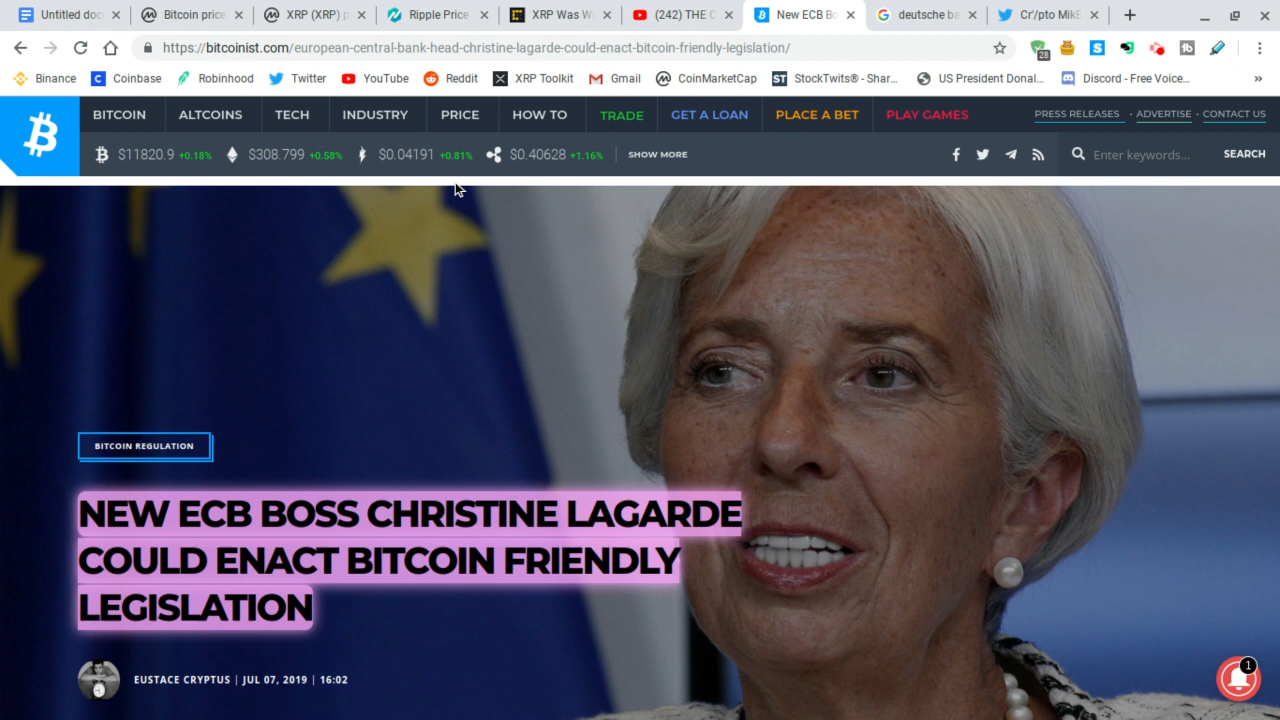 Untitled doc
Bitcoin price
XRP (XRP) p
Ripple Price
XRP Was W
(242) THE C
New ECB Bo
deutsche ba
Cr'/pto Mik
https://bitcoinist.com/european-central-bank-head-christine-lagarde-could-enact-bitcoin-friendly-legislation/
28
Binance
Coinbase
Robinhood
Twitter
YouTube
Reddit
XRP Toolkit
Gmail
CoinMarketCap
StockTwits® - Shar...
US President Donal...
Discord - Free Voice...
»
BITCOIN
ALTCOINS
TECH
INDUSTRY
PRICE
HOW TO
TRADE
GET A LOAN
PLACE A BET
PLAY GAMES
PRESS RELEASES · ADVERTISE · CONTACT US
$11820.9 +0.18%
$308.799 +0.58%
$0.04191 +0.81%
$0.40628 +1.16%
SHOW MORE
Enter keywords...
SEARCH
BITCOIN REGULATION
NEW ECB BOSS CHRISTINE LAGARDE
COULD ENACT BITCOIN FRIENDLY
LEGISLATION
EUSTACE CRYPTUS | JUL 07, 2019 | 16:02
1